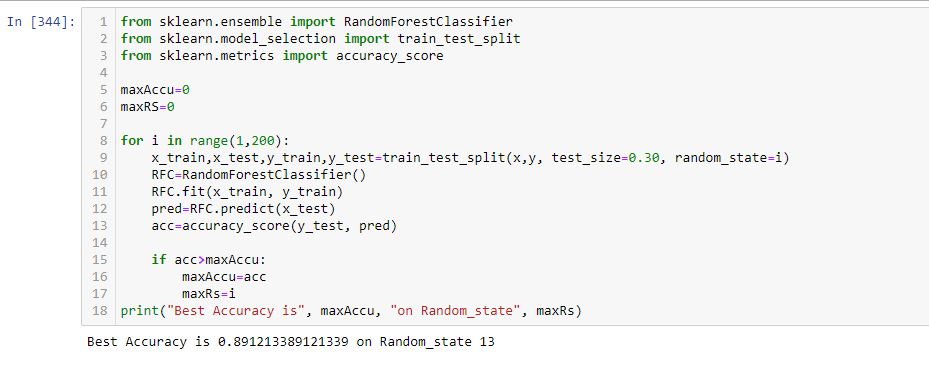 In [344]:
1 from sklearn.ensemble import RandomForestClassifier
2 from sklearn.model_selection import train_test_split
3 from sklearn.metrics import accuracy_score
4
5 maxAccu=0
6 maxRS=0
7
8 for i in range(1,200):
9     x_train,x_test,y_train,y_test=train_test_split(x,y, test_size=0.30, random_state=i)
10     RFC=RandomForestClassifier()
11     RFC.fit(x_train, y_train)
12     pred=RFC.predict(x_test)
13     acc=accuracy_score(y_test, pred)
14
15     if acc>maxAccu:
16         maxAccu=acc
17         maxRs=i
18 print("Best Accuracy is", maxAccu, "on Random_state", maxRs)
Best Accuracy is 0.891213389121339 on Random_state 13